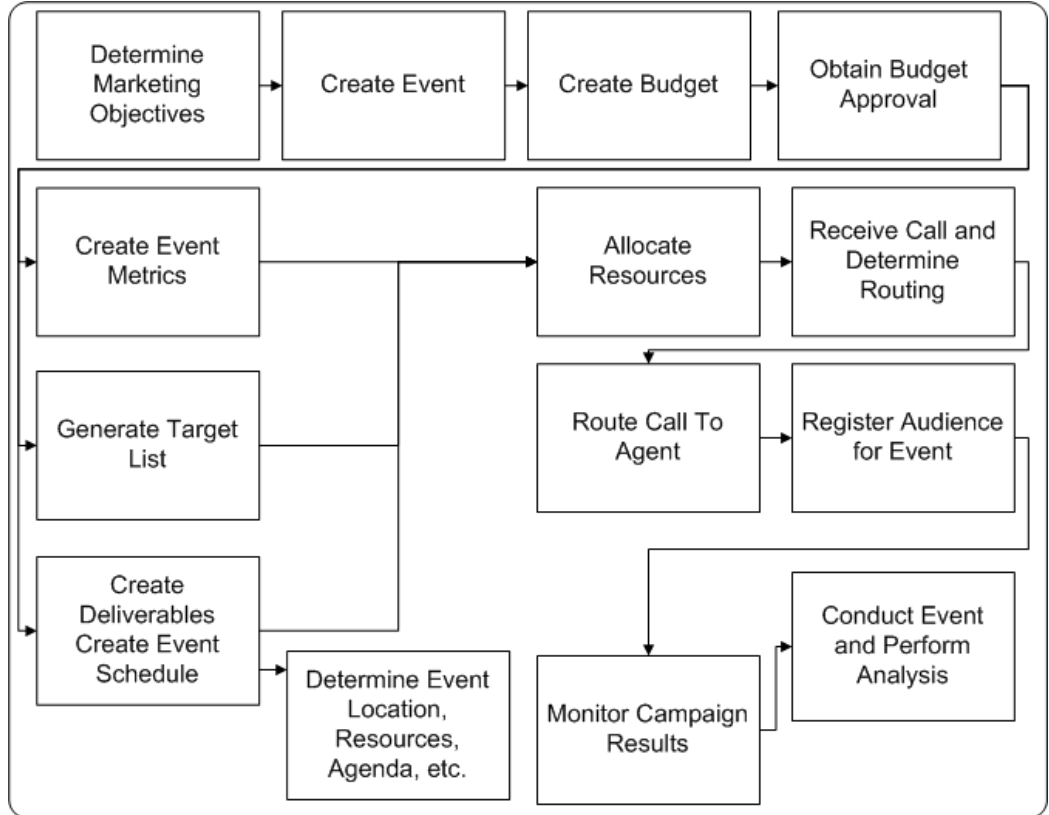 Determine
Marketing
Objectives
Create Event
Create Budget
Obtain Budget
Approval
Create Event
Metrics
Allocate
Resources
Receive Call and
Determine
Routing
Generate Target
List
Route Call To
Agent
Register Audience
for Event
Create
Deliverables
Create Event
Schedule
Determine Event
Location,
Resources,
Agenda, etc.
Monitor Campaign
Results
Conduct Event
and Perform
Analysis